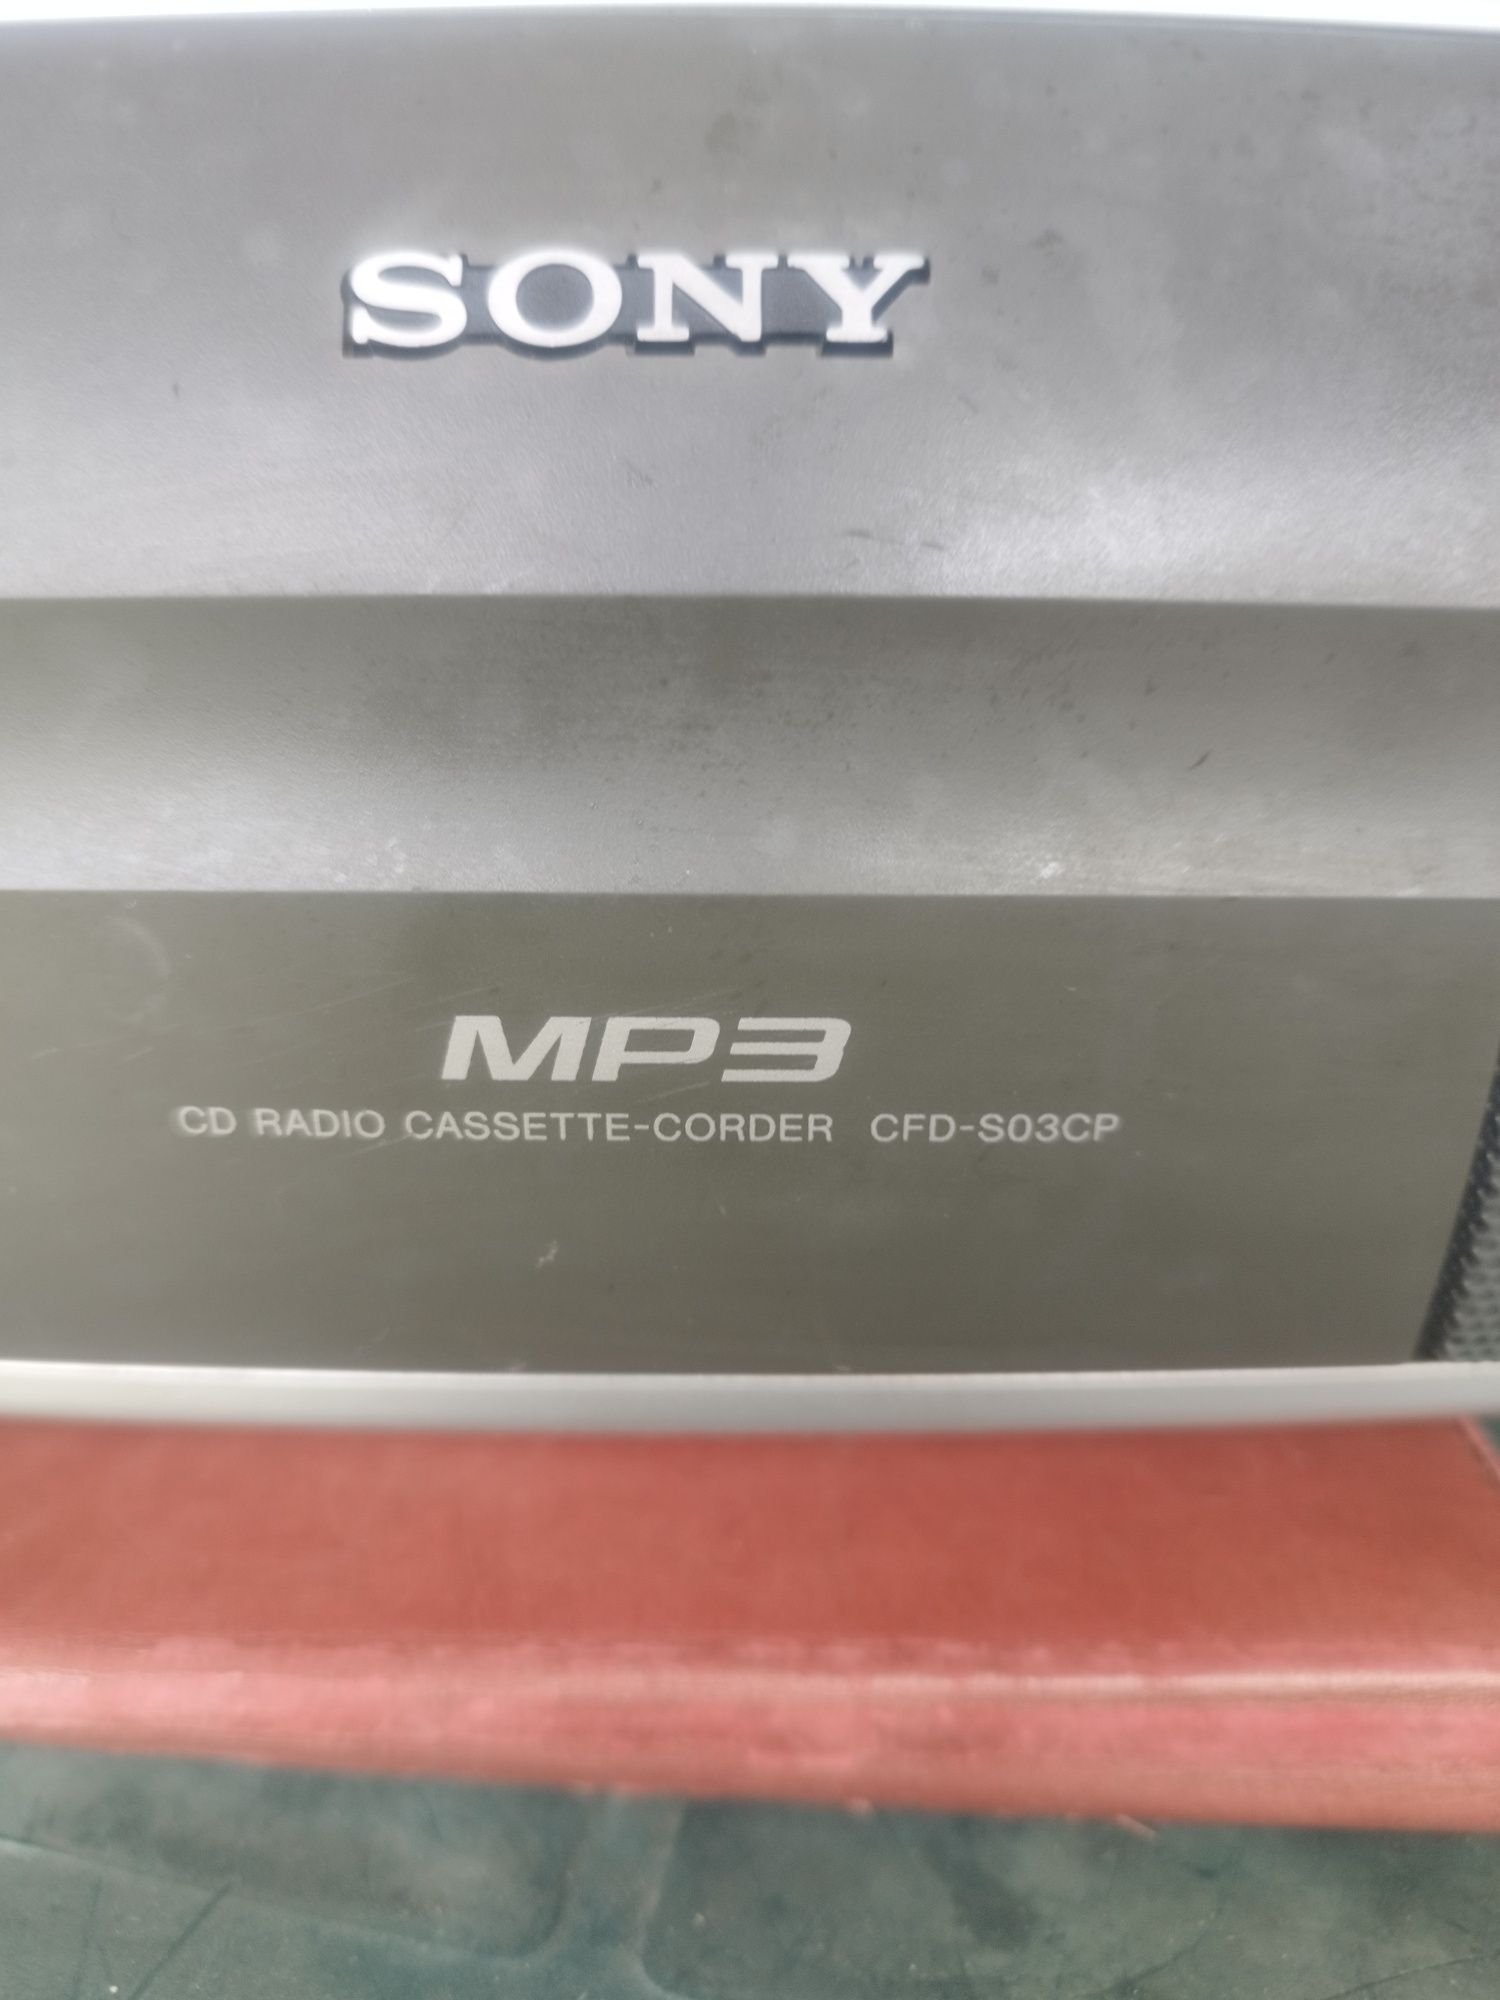 SONY
MP3
CD RADIO CASSETTE-CORDER CFD-S03CP